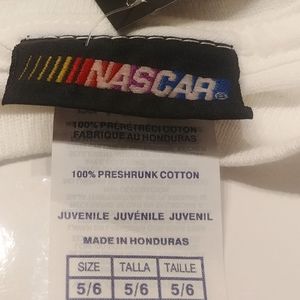 NASCAR
100% PRÉRÉTRÉCI COTTON
FABRIQUE AU HONDURAS
100% PRESHRUNK COTTON
JUVENILE JUVÉNILE JUVENIL
MADE IN HONDURAS
SIZE TALLA TAILLE
5/6 5/6 5/6